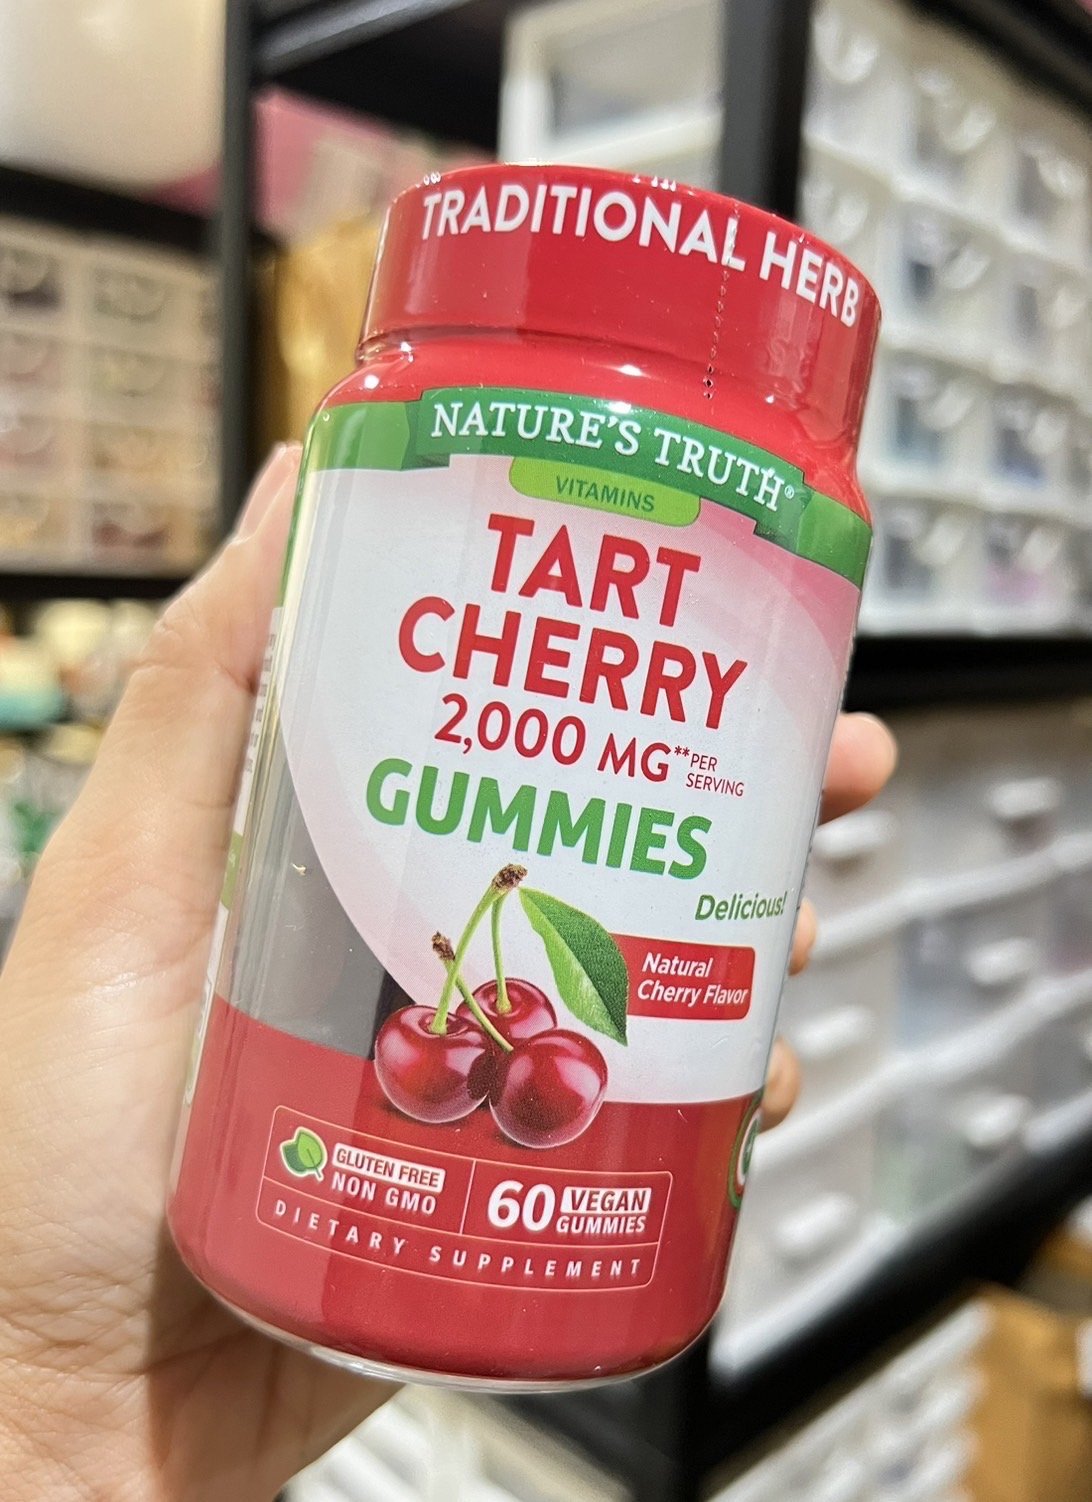 TRADITIONAL HERB
NATURE'S TRUTH®
VITAMINS
TART
CHERRY
2,000 MG**PER
SERVING
GUMMIES
Delicious!
Natural
Cherry Flavor
GLUTEN FREE
NON GMO
60 VEGAN
GUMMIES
DIETARY SUPPLEMENT